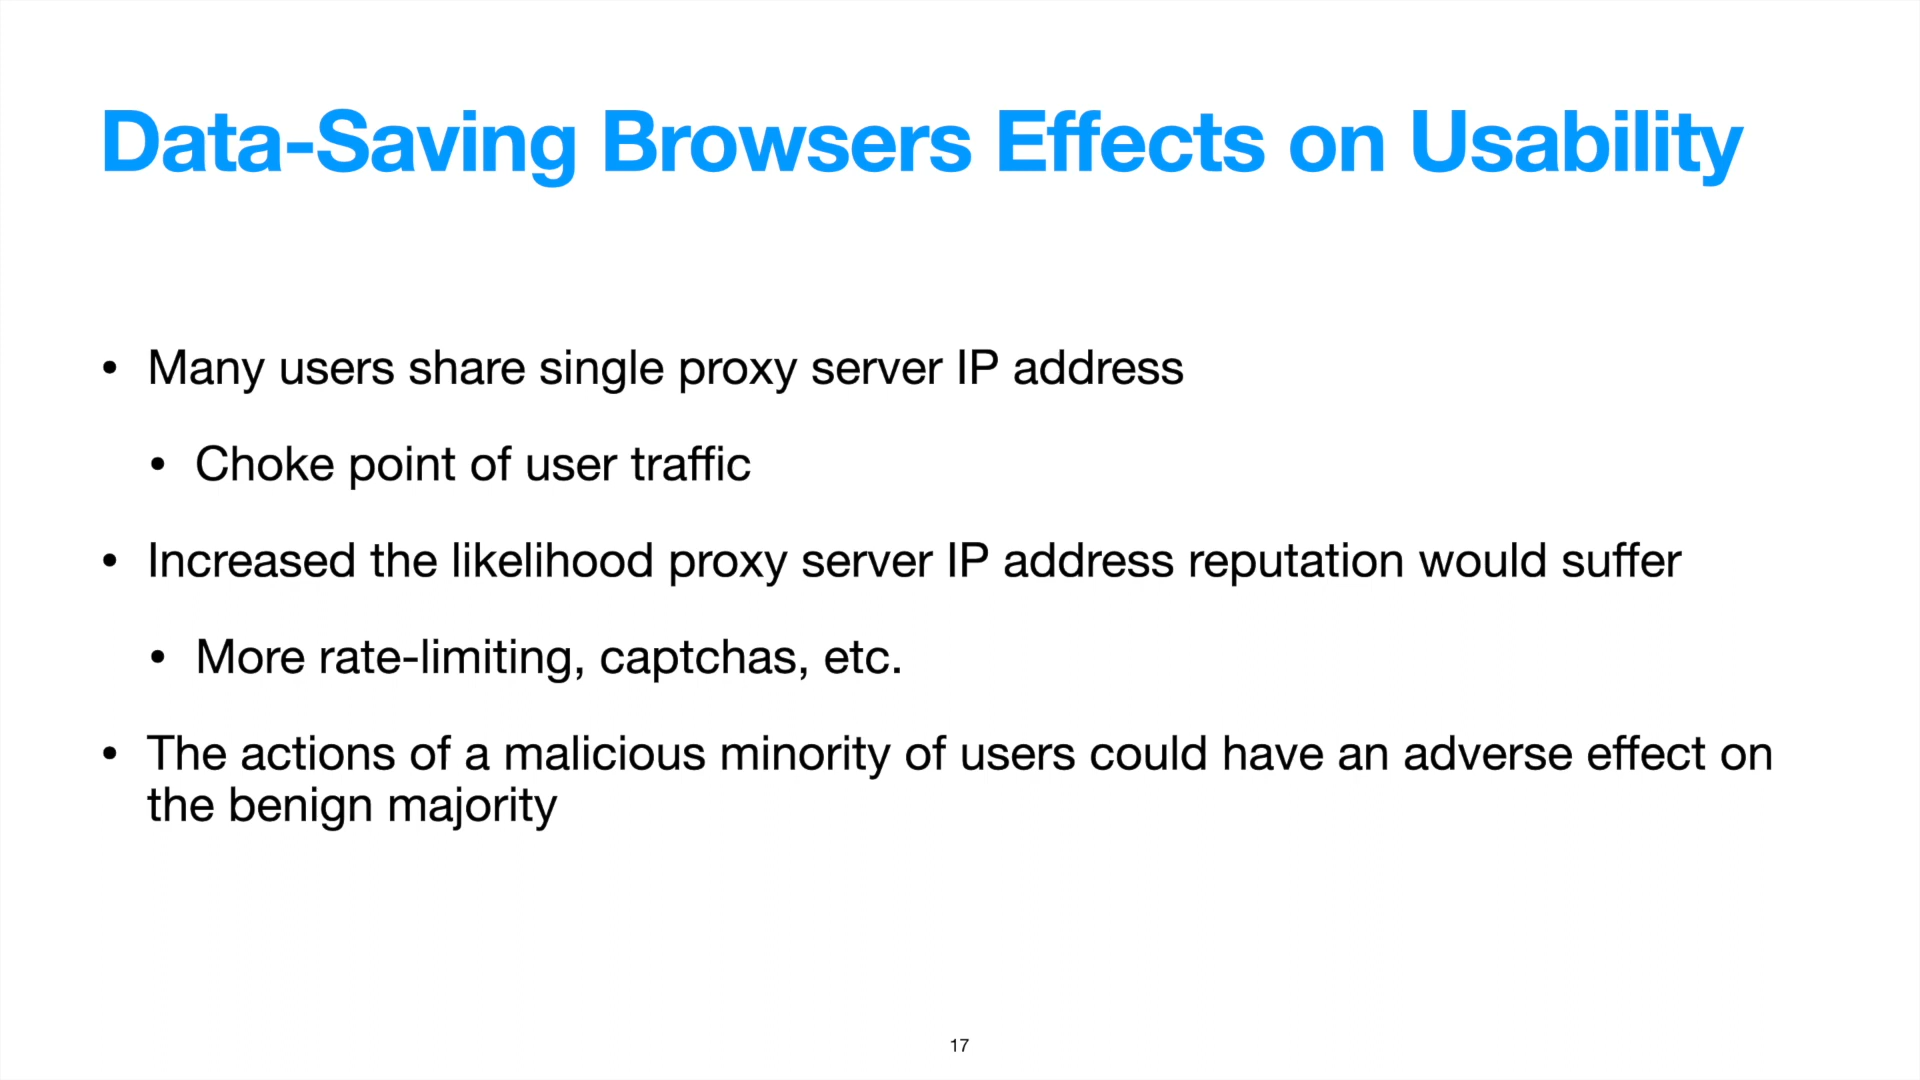 Data-Saving Browsers Effects on Usability
• Many users share single proxy server IP address
• Choke point of user traffic
• Increased the likelihood proxy server IP address reputation would suffer
• More rate-limiting, captchas, etc.
• The actions of a malicious minority of users could have an adverse effect on
the benign majority
17